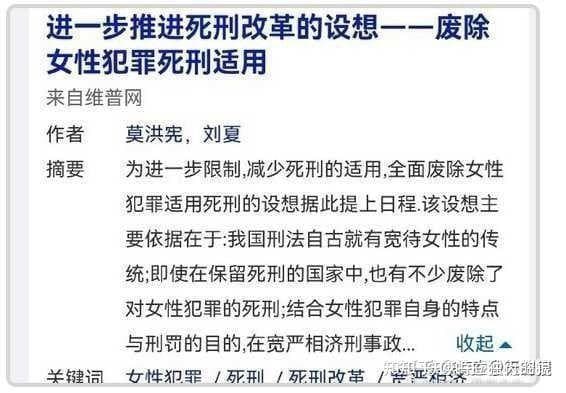 进一步推进死刑改革的设想——废除
女性犯罪死刑适用
来自维普网
作者 莫洪宪，刘夏
摘要 为进一步限制,减少死刑的适用,全面废除女性
犯罪适用死刑的设想据此提上日程.该设想主
要依据在于:我国刑法自古就有宽待女性的传
统;即使在保留死刑的国家中,也有不少废除了
对女性犯罪的死刑;结合女性犯罪自身的特点
与刑罚的目的,在宽严相济刑事政... 收起
关键词 女性犯罪 / 死刑 / 死刑改革 / 宽严相济
知乎